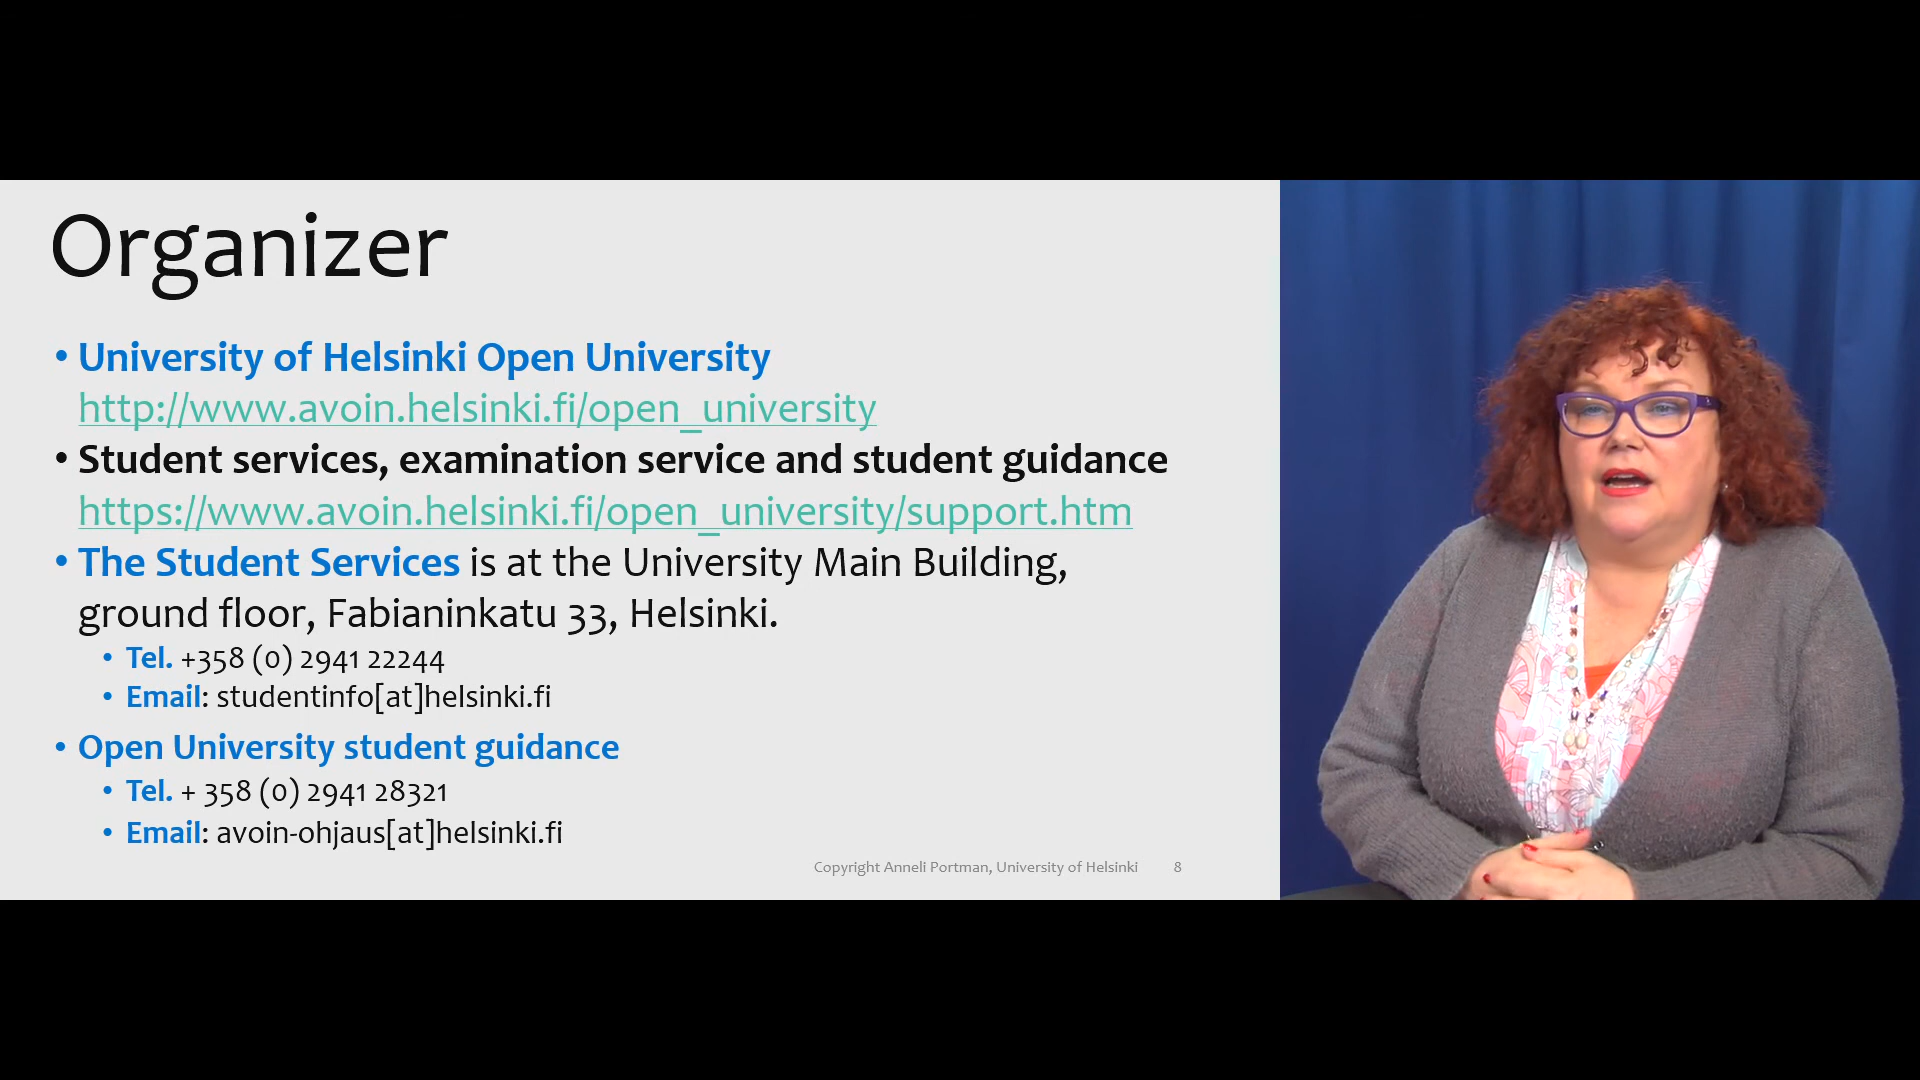 Organizer
• University of Helsinki Open University
http://www.avoin.helsinki.fi/open_university
• Student services, examination service and student guidance
https://www.avoin.helsinki.fi/open_university/support.htm
• The Student Services is at the University Main Building,
ground floor, Fabianinkatu 33, Helsinki.
• Tel. +358 (0) 2941 22244
• Email: studentinfo[at]helsinki.fi
• Open University student guidance
• Tel. + 358 (0) 2941 28321
• Email: avoin-ohjaus[at]helsinki.fi
Copyright Anneli Portman, University of Helsinki 8